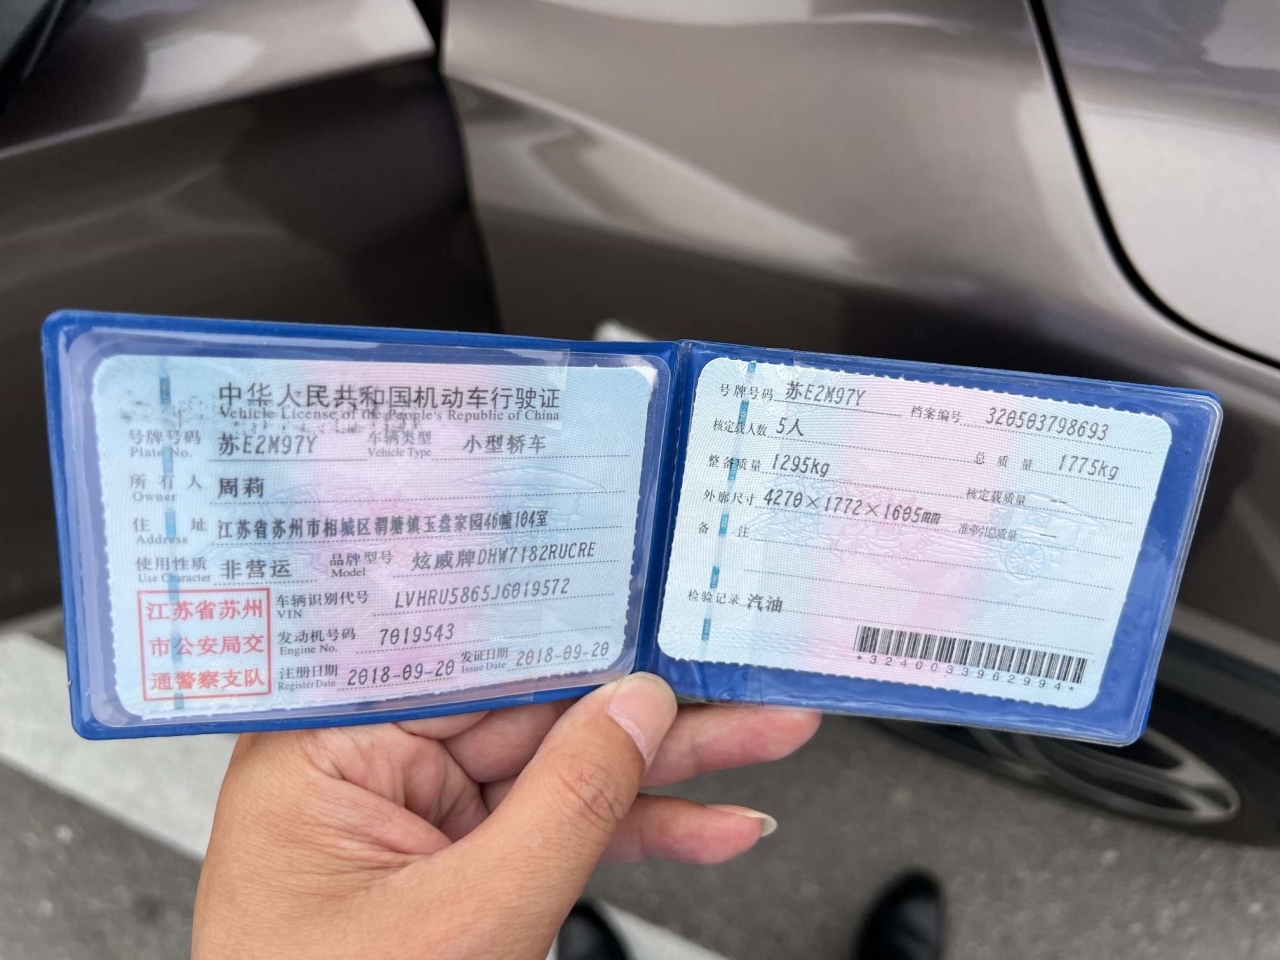 中华人民共和国机动车行驶证
Vehicle License of the People's Republic of China
号牌号码 苏E2M97Y 车辆类型 小型轿车
Plate No. Vehicle Type
所有人 周莉
Owner
住址 江苏省苏州市相城区渭塘镇玉盘家园46幢104室
Address
使用性质 非营运 品牌型号 炫威牌DHW7182RUCRE
Use Character Model
江苏省苏州
市公安局交
通警察支队
车辆识别代号 LVHRU5865J6019572
VIN
发动机号码 7019543
Engine No.
注册日期 2018-09-20 发证日期 2018-09-20
Register Date Issue Date
号牌号码 苏E2M97Y 档案编号 320503798693
核定载人数 5人 总质量 1775kg
整备质量 1295kg 核定载质量 --
外廓尺寸 4270×1772×1605mm 准牵引总质量 --
备注
检验记录 汽油
*3240033962994*